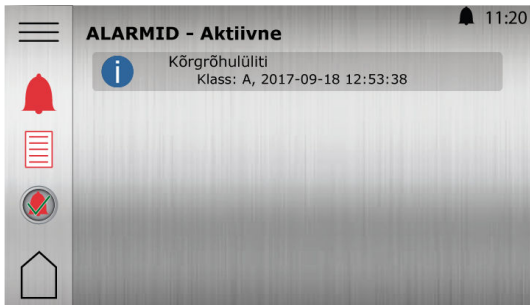 11:20
ALARMID - Aktiivne
Kõrgrõhulüliti
Klass: A, 2017-09-18 12:53:38